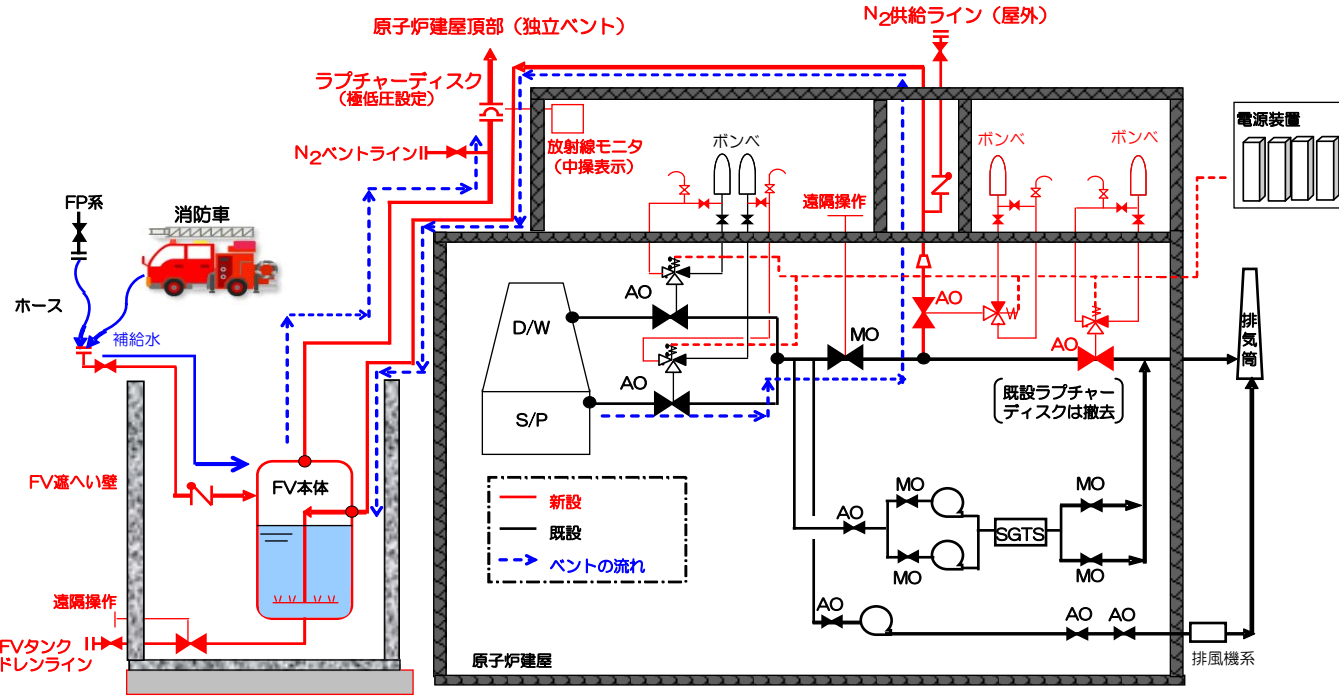 N₂供給ライン（屋外）
原子炉建屋頂部（独立ベント）
ラプチャーディスク
（極低圧設定）
放射線モニタ
（中操表示）
N₂ベントライン
ボンベ
ボンベ
ボンベ
電源装置
遠隔操作
FP系
消防車
ホース
補給水
AO
D/W
AO
S/P
MO
AO
AO
排気筒
既設ラプチャー
ディスクは撤去
FV遮へい壁
FV本体
新設
既設
ベントの流れ
MO
MO
AO
SGTS
MO
MO
遠隔操作
FVタンク
ドレンライン
AO
AO
AO
原子炉建屋
排風機系